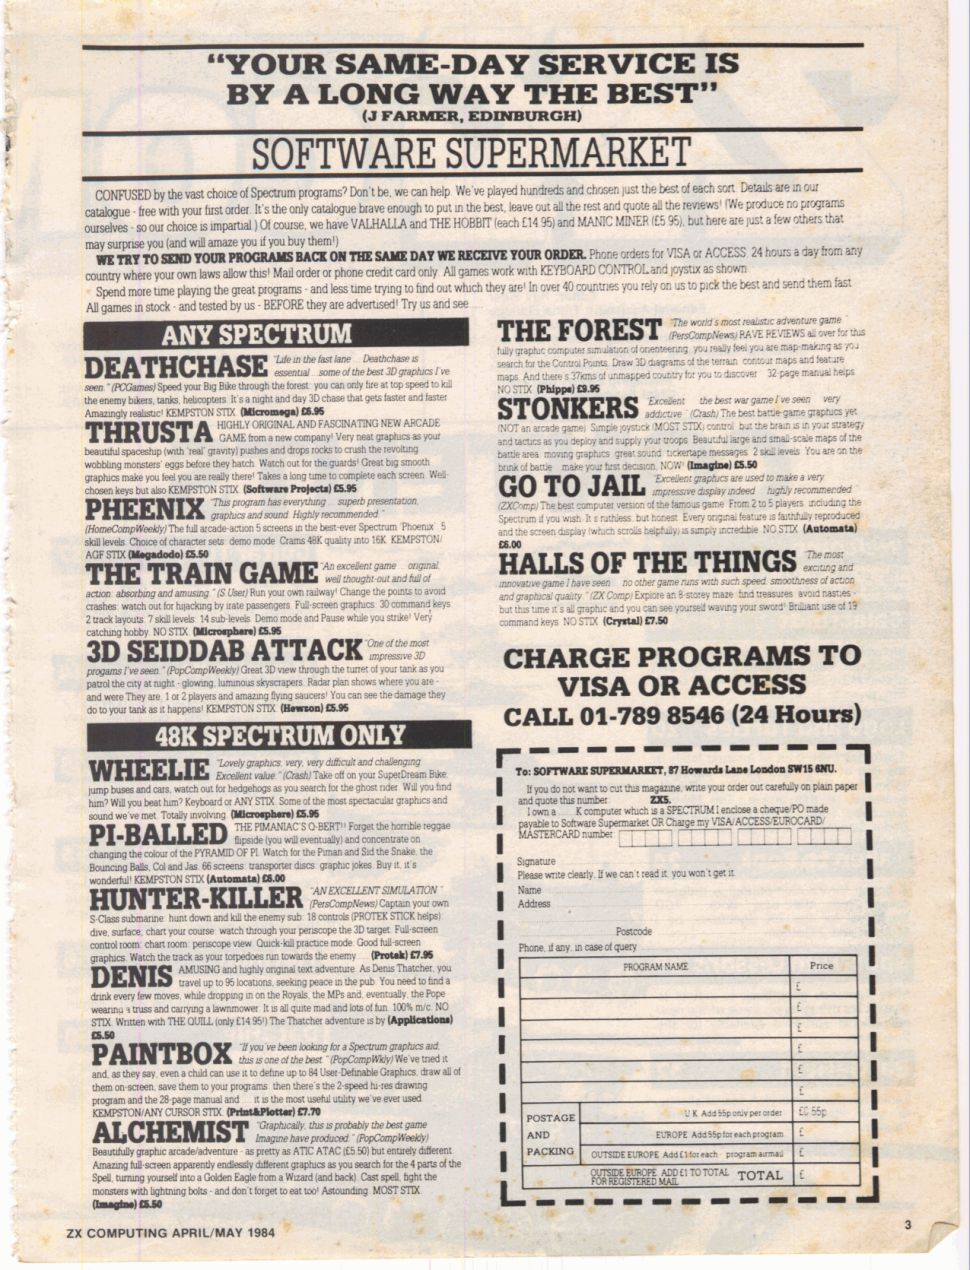 “YOUR SAME-DAY SERVICE IS
BY A LONG WAY THE BEST”
(J FARMER, EDINBURGH)
SOFTWARE SUPERMARKET
CONFUSED by the vast choice of Spectrum programs? Don't be, we can help. We've played hundreds and chosen just the best of each sort. Details are in our
catalogue - free with your first order. It's the only catalogue brave enough to put in the best, leave out all the rest and quote all the reviews! (We produce no programs
ourselves - so our choice is impartial.) Of course, we have VALHALLA and THE HOBBIT (each £14.95) and MANIC MINER (£5.95), but here are just a few others that
may surprise you (and will amaze you if you buy them!)
WE TRY TO SEND YOUR PROGRAMS BACK ON THE SAME DAY WE RECEIVE YOUR ORDER. Phone orders for VISA or ACCESS. 24 hours a day from any
country where your own laws allow this! Mail order or phone credit card only. All games work with KEYBOARD CONTROL and joystix as shown.
Spend more time playing the great programs - and less time trying to find out which they are! In over 40 countries you rely on us to pick the best and send them fast
All games in stock - and tested by us - BEFORE they are advertised! Try us and see .....
ANY SPECTRUM
DEATHCHASE "Life in the fast lane ... Deathchase is
essential ... some of the best 3D graphics I've
seen." (PCGames) Speed your Big Bike through the forest: you can only fire at top speed to kill
the enemy bikers, tanks, helicopters. It's a night and day 3D chase that gets faster and faster
Amazingly realistic! KEMPSTON STIX. (Micromega) £6.95
THRUSTA HIGHLY ORIGINAL AND FASCINATING NEW ARCADE
GAME from a new company! Very neat graphics as your
beautiful spaceship (with 'real' gravity) pushes and drops rocks to crush the revolting
wobbling monsters' eggs before they hatch. Watch out for the guards! Great big smooth
graphics make you feel you are really there! Takes a long time to complete each screen. Well-
chosen keys but also KEMPSTON STIX. (Software Projects) £5.95
PHEENIX "This program has everything ... superb presentation,
graphics and sound. Highly recommended."
(HomeCompWeekly) The full arcade-action 5 screens in the best-ever Spectrum 'Phoenix'. 5
skill levels. Choice of character sets: demo mode. Crams 48K quality into 16K. KEMPSTON/
AGF STIX (Megadodo) £5.50
THE TRAIN GAME "An excellent game ... original,
well thought-out and full of
action: absorbing and amusing." (S.User) Run your own railway! Change the points to avoid
crashes: watch out for hijacking by irate passengers. Full-screen graphics: 30 command keys
2 track layouts: 7 skill levels: 14 sub-levels. Demo mode and Pause while you strike! Very
catching hobby. NO STIX. (Microsphere) £5.95
3D SEIDDAB ATTACK "One of the most
impressive 3D
progams I've seen." (PopCompWeekly) Great 3D view through the turret of your tank as you
patrol the city at night - glowing, luminous skyscrapers. Radar plan shows where you are -
and were They are, 1 or 2 players and amazing flying saucers! You can see the damage they
do to your tank as it happens! KEMPSTON STIX. (Hewson) £5.95
48K SPECTRUM ONLY
WHEELIE "Lovely graphics, very, very difficult and challenging
Excellent value." (Crash) Take off on your SuperDream Bike,
jump buses and cars, watch out for hedgehogs as you search for the ghost rider. Will you find
him? Will you beat him? Keyboard or ANY STIX. Some of the most spectacular graphics and
sound we've met. Totally involving. (Microsphere) £5.95
PI-BALLED THE PIMANIAC'S Q-BERT!! Forget the horrible reggae
flipside (you will eventually) and concentrate on
changing the colour of the PYRAMID OF PI. Watch for the Piman and Sid the Snake, the
Bouncing Balls, Col and Jas. 66 screens: transporter discs: graphic jokes. Buy it, it's
wonderful! KEMPSTON STIX (Automata) £6.00
HUNTER-KILLER "AN EXCELLENT SIMULATION."
(PersCompNews) Captain your own
S-Class submarine: hunt down and kill the enemy sub: 18 controls (PROTEK STICK helps)
dive, surface, chart your course: watch through your periscope the 3D target. Full-screen
control room: chart room: periscope view. Quick-kill practice mode. Good full-screen
graphics. Watch the track as your torpedoes run towards the enemy ..... (Protek) £7.95
DENIS AMUSING and highly original text adventure. As Denis Thatcher, you
travel up to 95 locations, seeking peace in the pub. You need to find a
drink every few moves, while dropping in on the Royals, the MPs and, eventually, the Pope
wearing a truss and carrying a lawnmower. It is all quite mad and lots of fun. 100% m/c. NO
STIX. Written with THE QUILL (only £14.95!) The Thatcher adventure is by (Applications)
£5.50
PAINTBOX "If you've been looking for a Spectrum graphics aid,
this is one of the best." (PopCompWkly) We've tried it
and, as they say, even a child can use it to define up to 84 User-Definable Graphics, draw all of
them on-screen, save them to your programs: then there's the 2-speed hi-res drawing
program and the 28-page manual and ..... it is the most useful utility we've ever used.
KEMPSTON/ANY CURSOR STIX. (Print&Plotter) £7.70
ALCHEMIST "Graphically, this is probably the best game
Imagine have produced." (PopCompWeekly)
Beautifully graphic arcade/adventure - as pretty as ATIC ATAC (£5.50) but entirely different.
Amazing full-screen apparently endlessly different graphics as you search for the 4 parts of the
Spell, turning yourself into a Golden Eagle from a Wizard (and back). Cast spell, fight the
monsters with lightning bolts - and don't forget to eat too! Astounding. MOST STIX.
(Imagine) £5.50
THE FOREST "The world's most realistic adventure game
(PersCompNews) RAVE REVIEWS all over for this
fully graphic computer simulation of orienteering: you really feel you are map-making as you
search for the Control Points. Draw 3D diagrams of the terrain, contour maps and feature
maps. And there's 37kms of unmapped country for you to discover. 32-page manual helps
NO STIX (Phipps) £9.95
STONKERS "Excellent ... the best war game I've seen ... very
addictive." (Crash) The best battle-game graphics yet
(NOT an arcade game). Simple joystick (MOST STIX) control but the brain is in your strategy
and tactics as you deploy and supply your troops. Beautiful large and small-scale maps of the
battle area: moving graphics: great sound: tickertape messages. 2 skill levels. You are on the
brink of battle ... make your first decision. NOW! (Imagine) £5.50
GO TO JAIL "Excellent graphics are used to make a very
impressive display indeed ... highly recommended."
(ZXComp) The best computer version of the famous game. From 2 to 5 players, including the
Spectrum if you wish. It is ruthless, but honest. Every original feature is faithfully reproduced
and the screen display (which scrolls helpfully) is simply incredible. NO STIX. (Automata)
£6.00
HALLS OF THE THINGS "The most
exciting and
innovative game I have seen ... no other game runs with such speed, smoothness of action
and graphical quality." (ZX Comp) Explore an 8-storey maze: find treasures: avoid nasties -
but this time it's all graphic and you can see yourself waving your sword! Brilliant use of 19
command keys. NO STIX. (Crystal) £7.50
CHARGE PROGRAMS TO
VISA OR ACCESS
CALL 01-789 8546 (24 Hours)
To: SOFTWARE SUPERMARKET, 87 Howards Lane London SW15 6NU.
If you do not want to cut this magazine, write your order out carefully on plain paper
and quote this number: ZX5.
I own a ...... K computer which is a SPECTRUM I enclose a cheque/PO made
payable to Software Supermarket OR Charge my VISA/ACCESS/EUROCARD/
MASTERCARD number
Signature
Please write clearly. If we can't read it, you won't get it.
Name
Address
Postcode
Phone, if any, in case of query
PROGRAM NAME Price
£
£
£
£
£
£
POSTAGE AND PACKING
U.K. Add 55p only per order £0.55p
EUROPE Add 55p for each program £
OUTSIDE EUROPE Add £1 for each program airmail £
OUTSIDE EUROPE ADD £1 TO TOTAL
FOR REGISTERED MAIL TOTAL £
ZX COMPUTING APRIL/MAY 1984
3